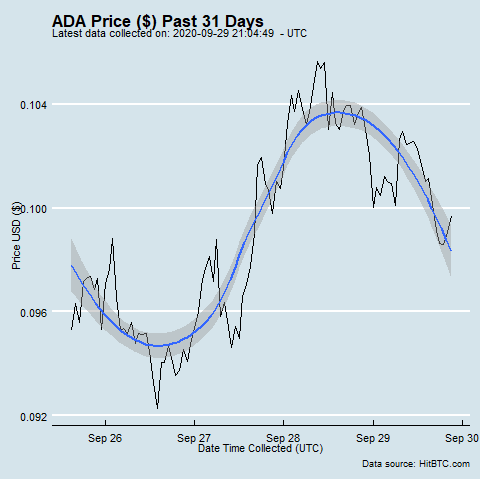 ADA Price ($) Past 31 Days
Latest data collected on: 2020-09-29 21:04:49 - UTC
Price USD ($)
0.104
0.100
0.096
0.092
Sep 26 Sep 27 Sep 28 Sep 29 Sep 30
Date Time Collected (UTC)
Data source: HitBTC.com